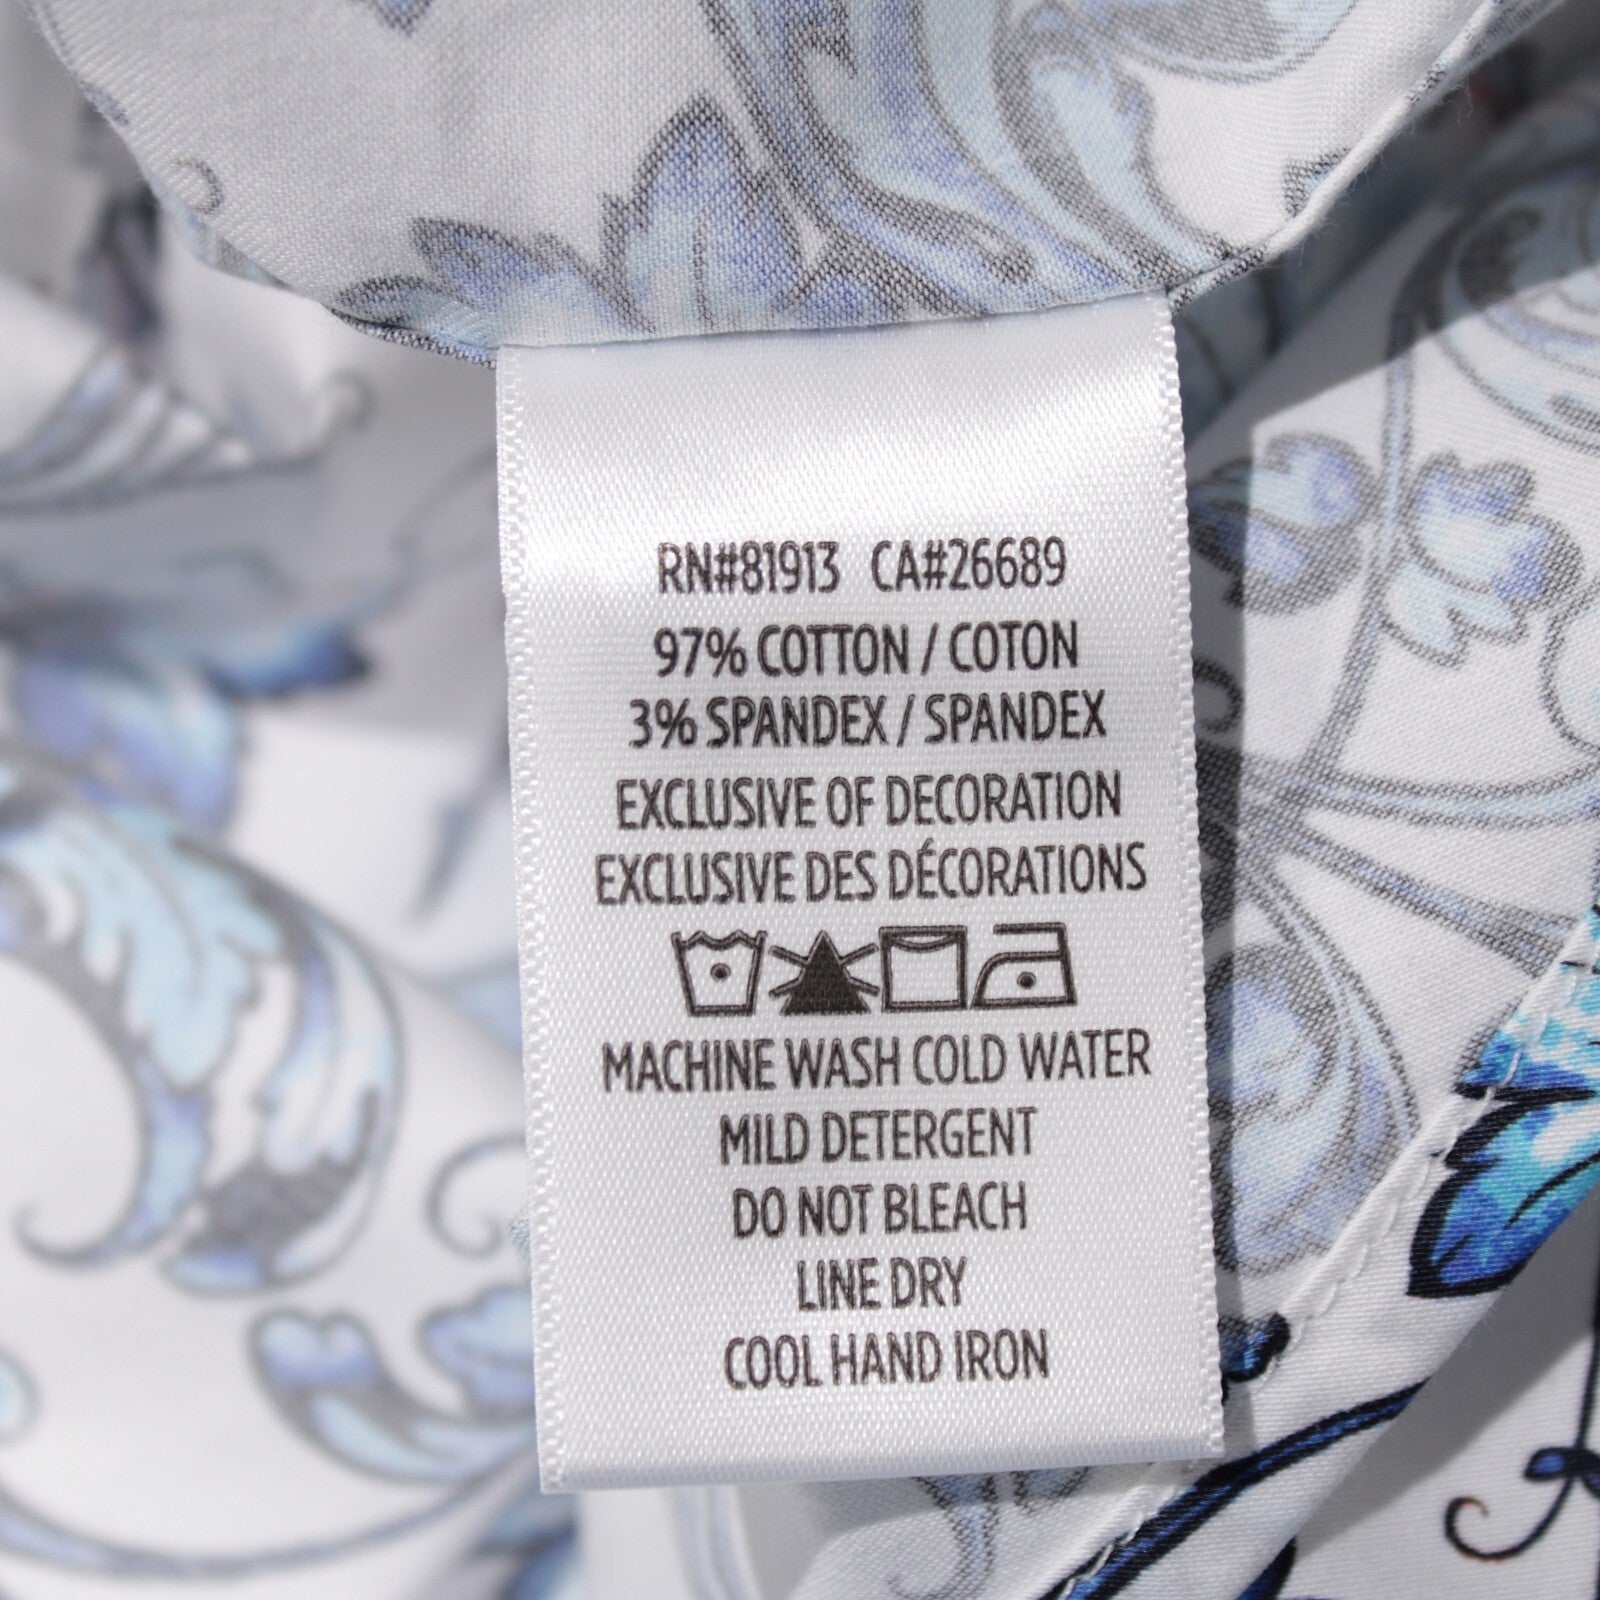 RN#81913 CA#26689
97% COTTON / COTON
3% SPANDEX / SPANDEX
EXCLUSIVE OF DECORATION
EXCLUSIVE DES DÉCORATIONS
MACHINE WASH COLD WATER
MILD DETERGENT
DO NOT BLEACH
LINE DRY
COOL HAND IRON